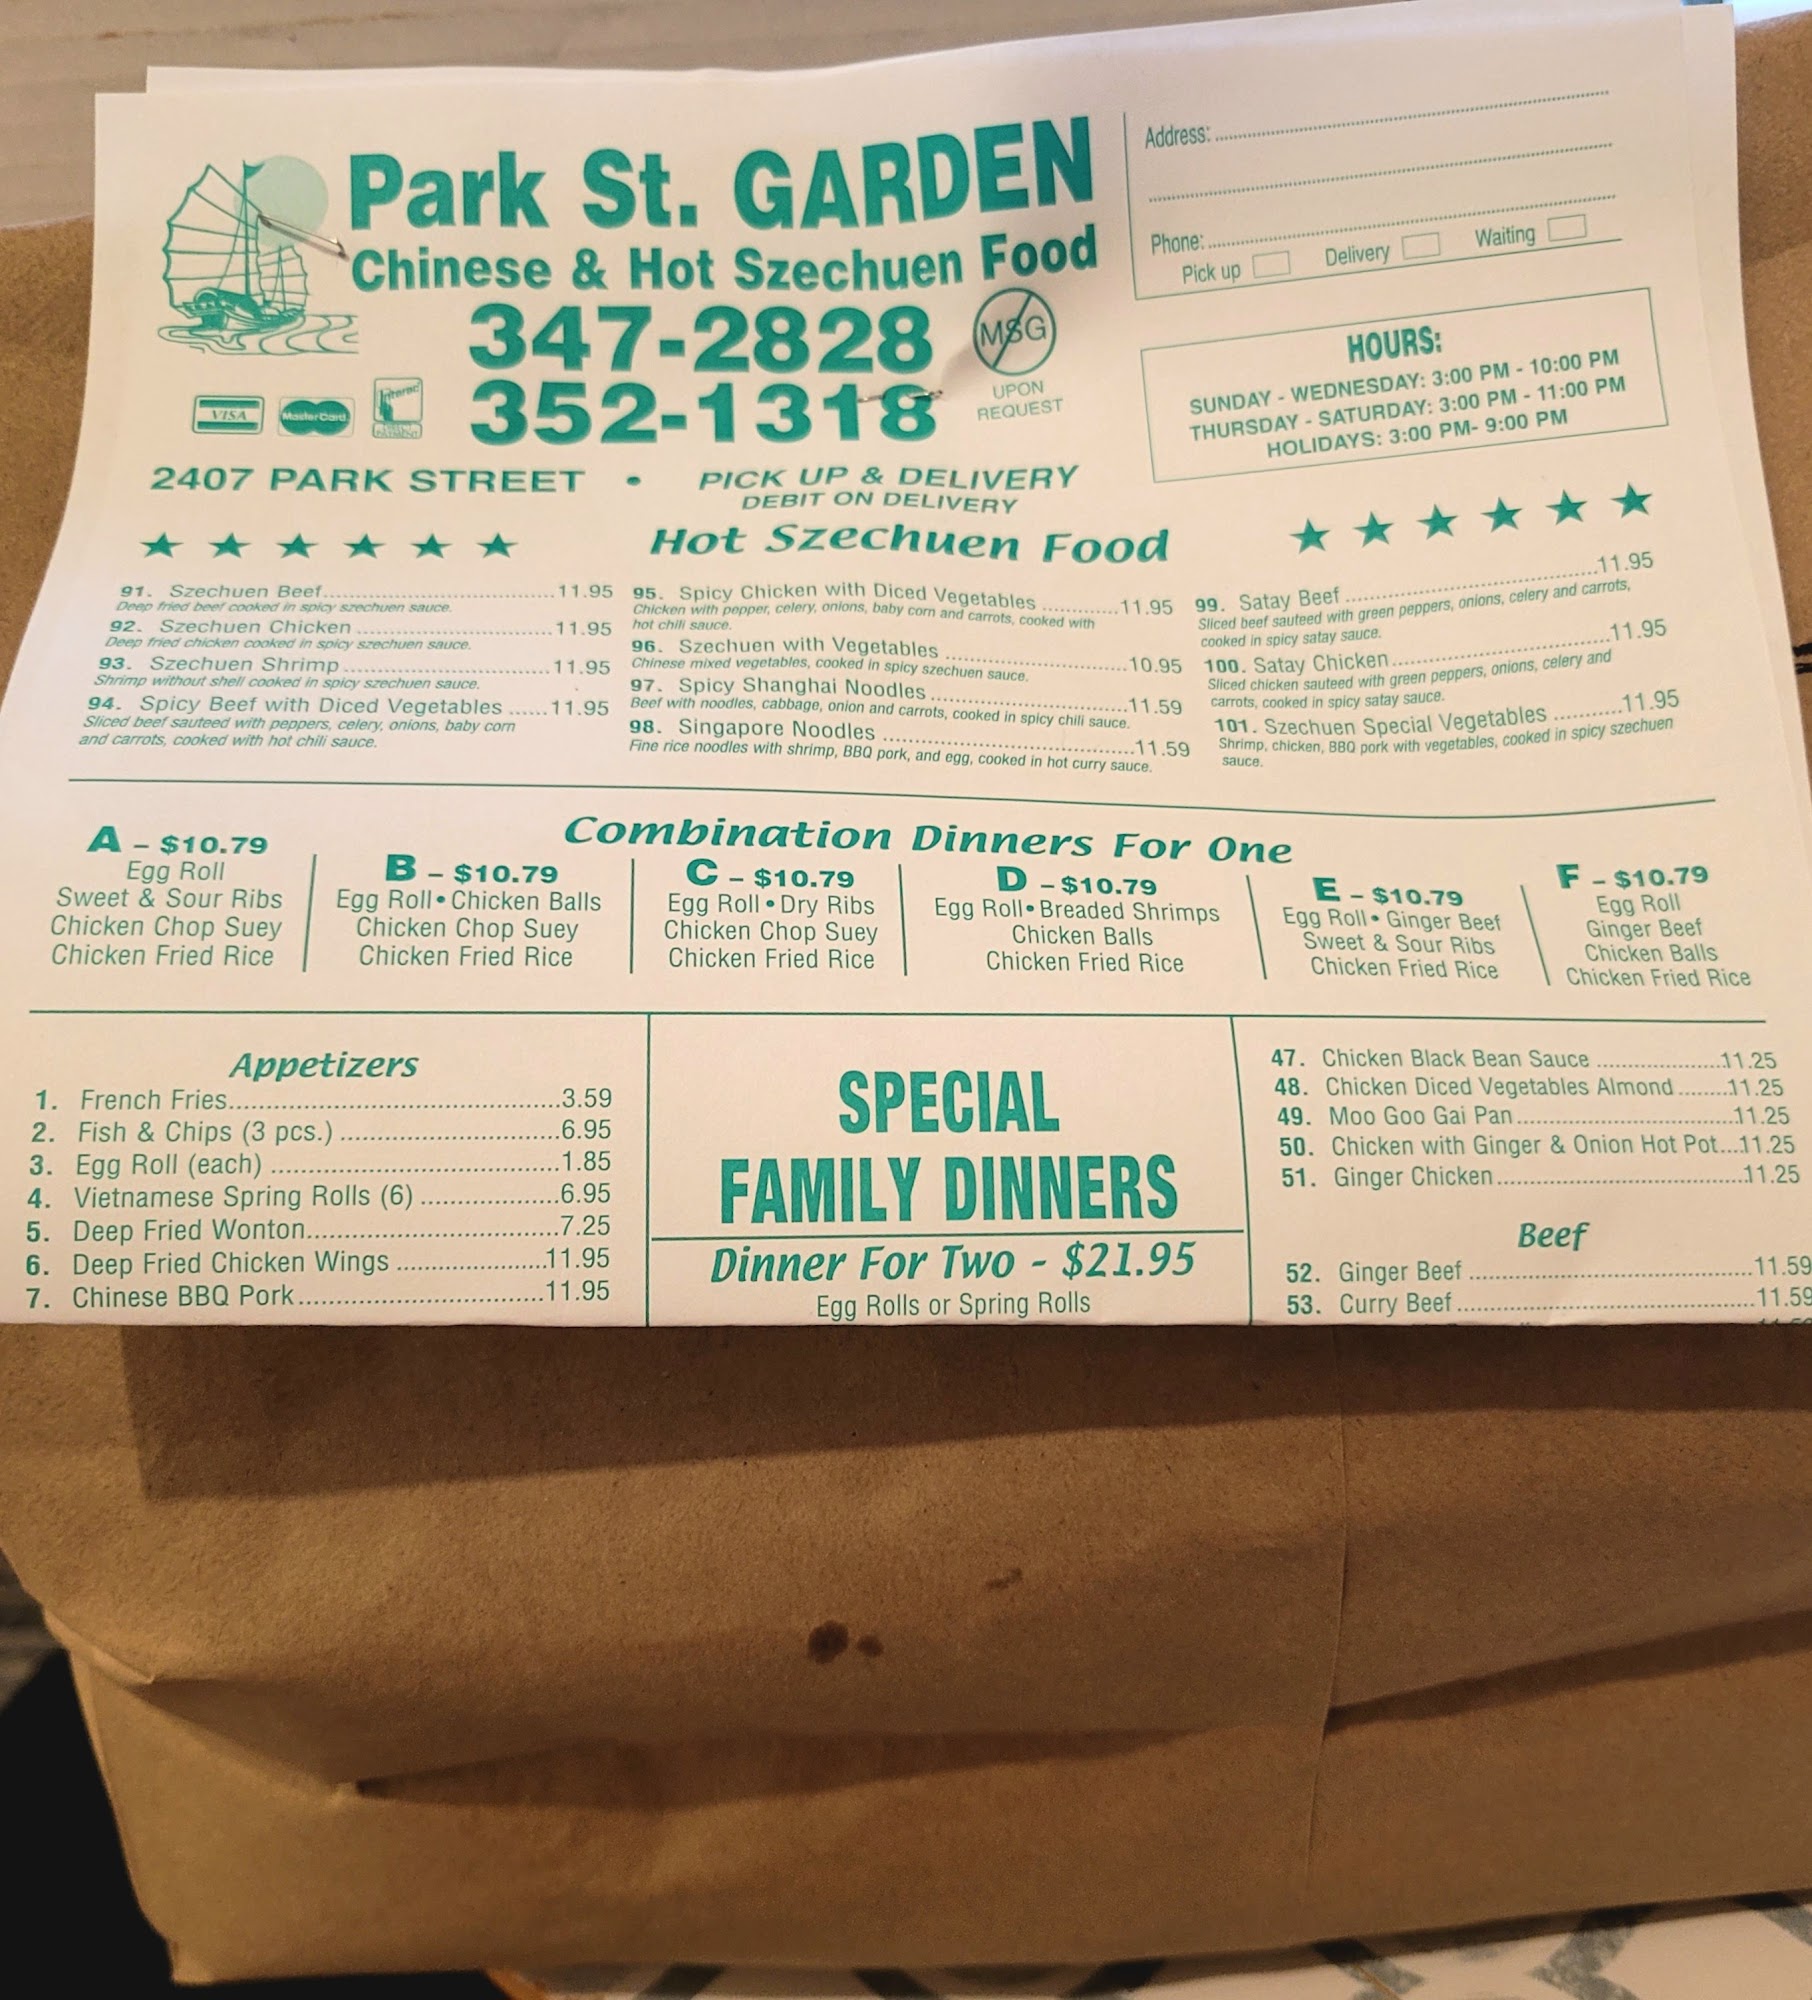 Park St. GARDEN
Chinese & Hot Szechuen Food
347-2828
352-1318
MSG
UPON
REQUEST
VISA
MasterCard
Interac
2407 PARK STREET • PICK UP & DELIVERY
DEBIT ON DELIVERY
Address:
Phone:
Pick up Delivery Waiting
HOURS:
SUNDAY - WEDNESDAY: 3:00 PM - 10:00 PM
THURSDAY - SATURDAY: 3:00 PM - 11:00 PM
HOLIDAYS: 3:00 PM- 9:00 PM
Hot Szechuen Food
91. Szechuen Beef 11.95
Deep fried beef cooked in spicy szechuen sauce.
92. Szechuen Chicken 11.95
Deep fried chicken cooked in spicy szechuen sauce.
93. Szechuen Shrimp 11.95
Shrimp without shell cooked in spicy szechuen sauce.
94. Spicy Beef with Diced Vegetables 11.95
Sliced beef sauteed with peppers, celery, onions, baby corn
and carrots, cooked with hot chili sauce.
95. Spicy Chicken with Diced Vegetables 11.95
Chicken with pepper, celery, onions, baby corn and carrots, cooked with
hot chili sauce.
96. Szechuen with Vegetables 10.95
Chinese mixed vegetables, cooked in spicy szechuen sauce.
97. Spicy Shanghai Noodles 11.59
Beef with noodles, cabbage, onion and carrots, cooked in spicy chili sauce.
98. Singapore Noodles 11.59
Fine rice noodles with shrimp, BBQ pork, and egg, cooked in hot curry sauce.
99. Satay Beef 11.95
Sliced beef sauteed with green peppers, onions, celery and carrots,
cooked in spicy satay sauce.
100. Satay Chicken 11.95
Sliced chicken sauteed with green peppers, onions, celery and
carrots, cooked in spicy satay sauce.
101. Szechuen Special Vegetables 11.95
Shrimp, chicken, BBQ pork with vegetables, cooked in spicy szechuen
sauce.
Combination Dinners For One
A – $10.79
Egg Roll
Sweet & Sour Ribs
Chicken Chop Suey
Chicken Fried Rice
B – $10.79
Egg Roll • Chicken Balls
Chicken Chop Suey
Chicken Fried Rice
C – $10.79
Egg Roll • Dry Ribs
Chicken Chop Suey
Chicken Fried Rice
D – $10.79
Egg Roll • Breaded Shrimps
Chicken Balls
Chicken Fried Rice
E – $10.79
Egg Roll • Ginger Beef
Sweet & Sour Ribs
Chicken Fried Rice
F – $10.79
Egg Roll
Ginger Beef
Chicken Balls
Chicken Fried Rice
Appetizers
1. French Fries 3.59
2. Fish & Chips (3 pcs.) 6.95
3. Egg Roll (each) 1.85
4. Vietnamese Spring Rolls (6) 6.95
5. Deep Fried Wonton 7.25
6. Deep Fried Chicken Wings 11.95
7. Chinese BBQ Pork 11.95
SPECIAL
FAMILY DINNERS
Dinner For Two - $21.95
Egg Rolls or Spring Rolls
47. Chicken Black Bean Sauce 11.25
48. Chicken Diced Vegetables Almond 11.25
49. Moo Goo Gai Pan 11.25
50. Chicken with Ginger & Onion Hot Pot 11.25
51. Ginger Chicken 11.25
Beef
52. Ginger Beef 11.59
53. Curry Beef 11.59